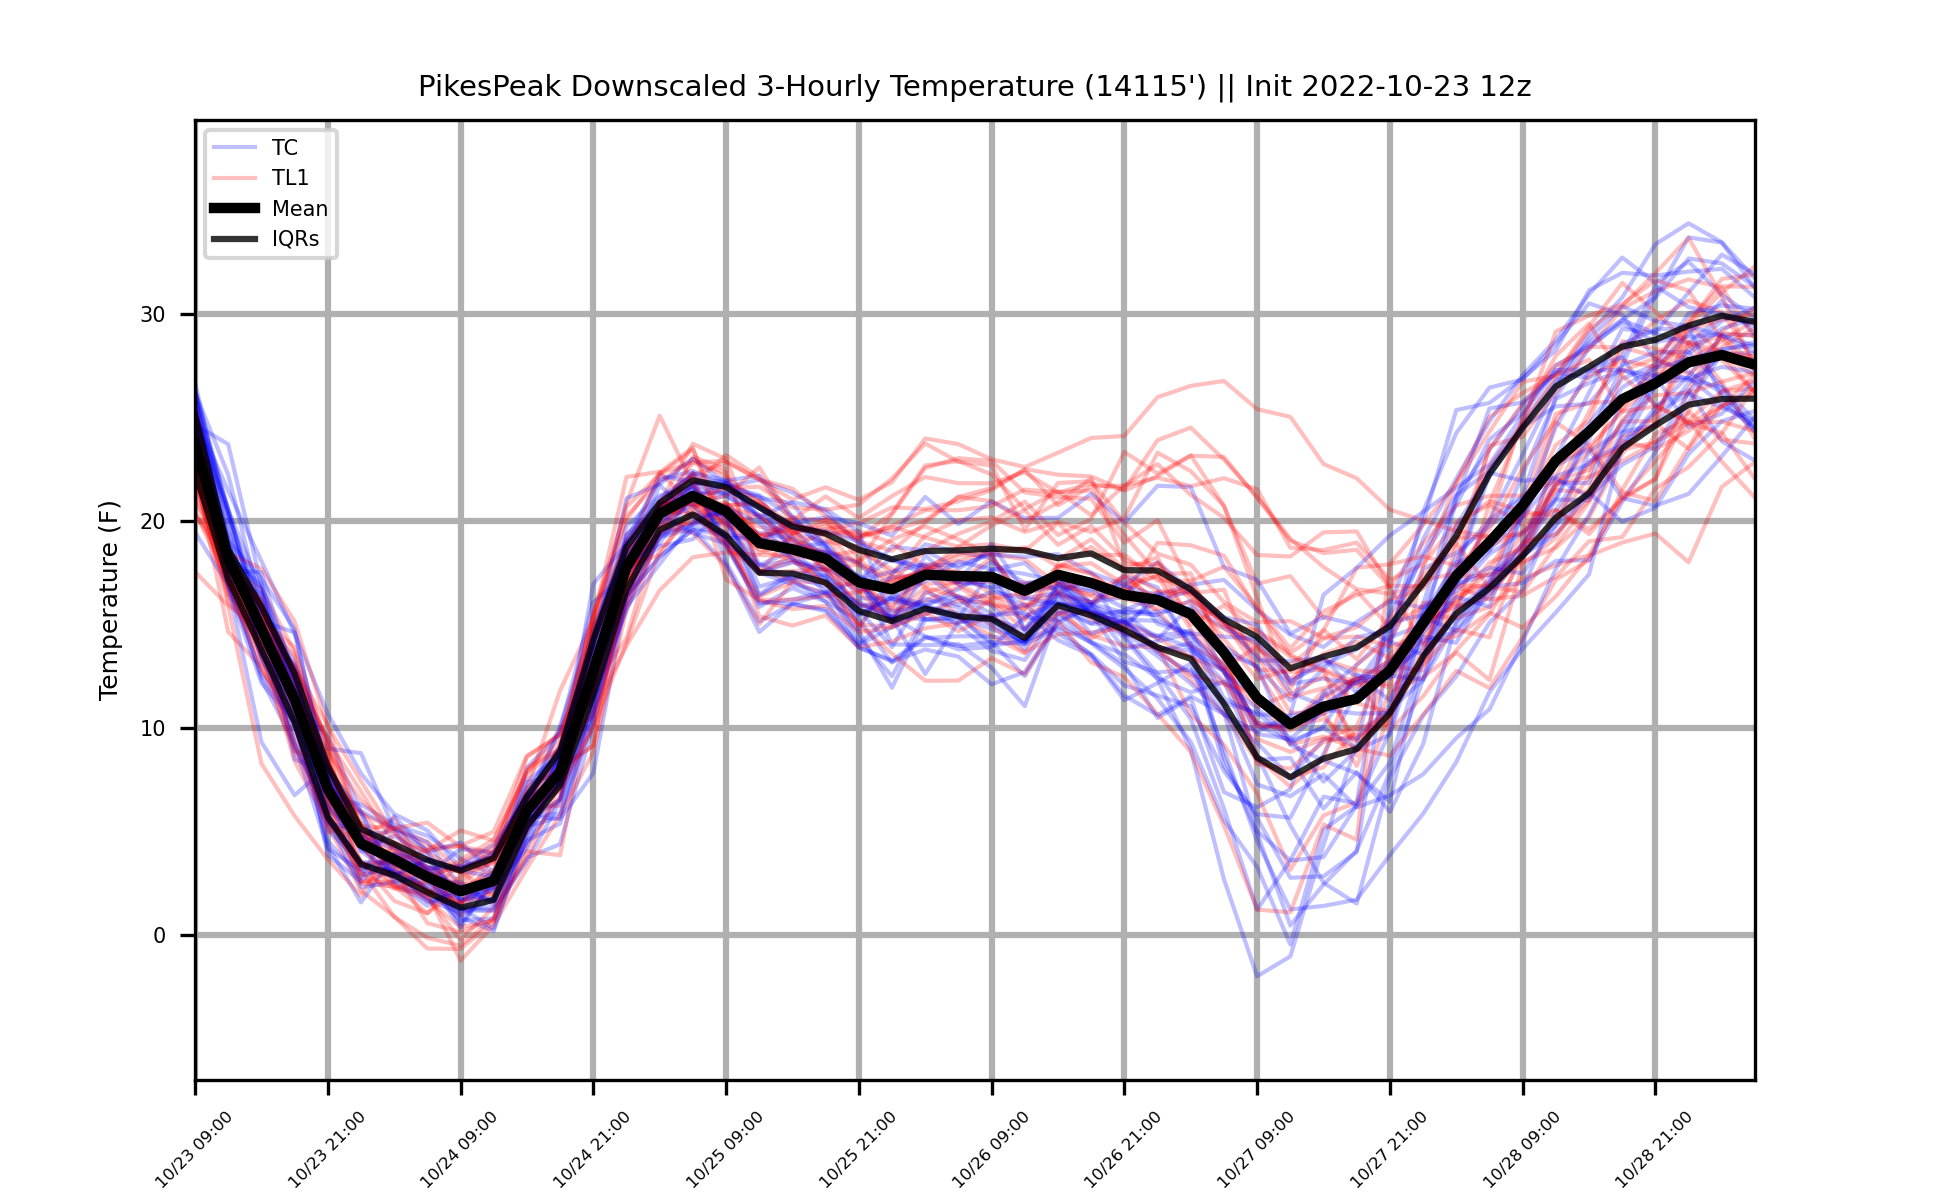 PikesPeak Downscaled 3-Hourly Temperature (14115') || Init 2022-10-23 12z
TC
TL1
Mean
IQRs
Temperature (F)
30
20
10
0
10/23 09:00
10/23 21:00
10/24 09:00
10/24 21:00
10/25 09:00
10/25 21:00
10/26 09:00
10/26 21:00
10/27 09:00
10/27 21:00
10/28 09:00
10/28 21:00